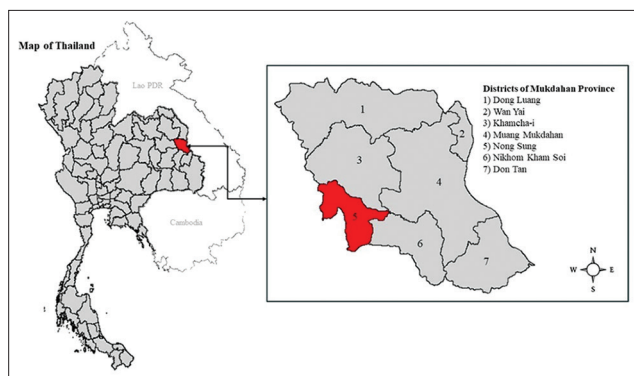 Map of Thailand
Lao PDR
Cambodia
1
Districts of Mukdahan Province
1) Dong Luang
2) Wan Yai
3) Khamcha-i
4) Muang Mukdahan
5) Nong Sung
6) Nikhom Kham Soi
7) Don Tan
1
2
3
4
5
6
7
N
W E
S